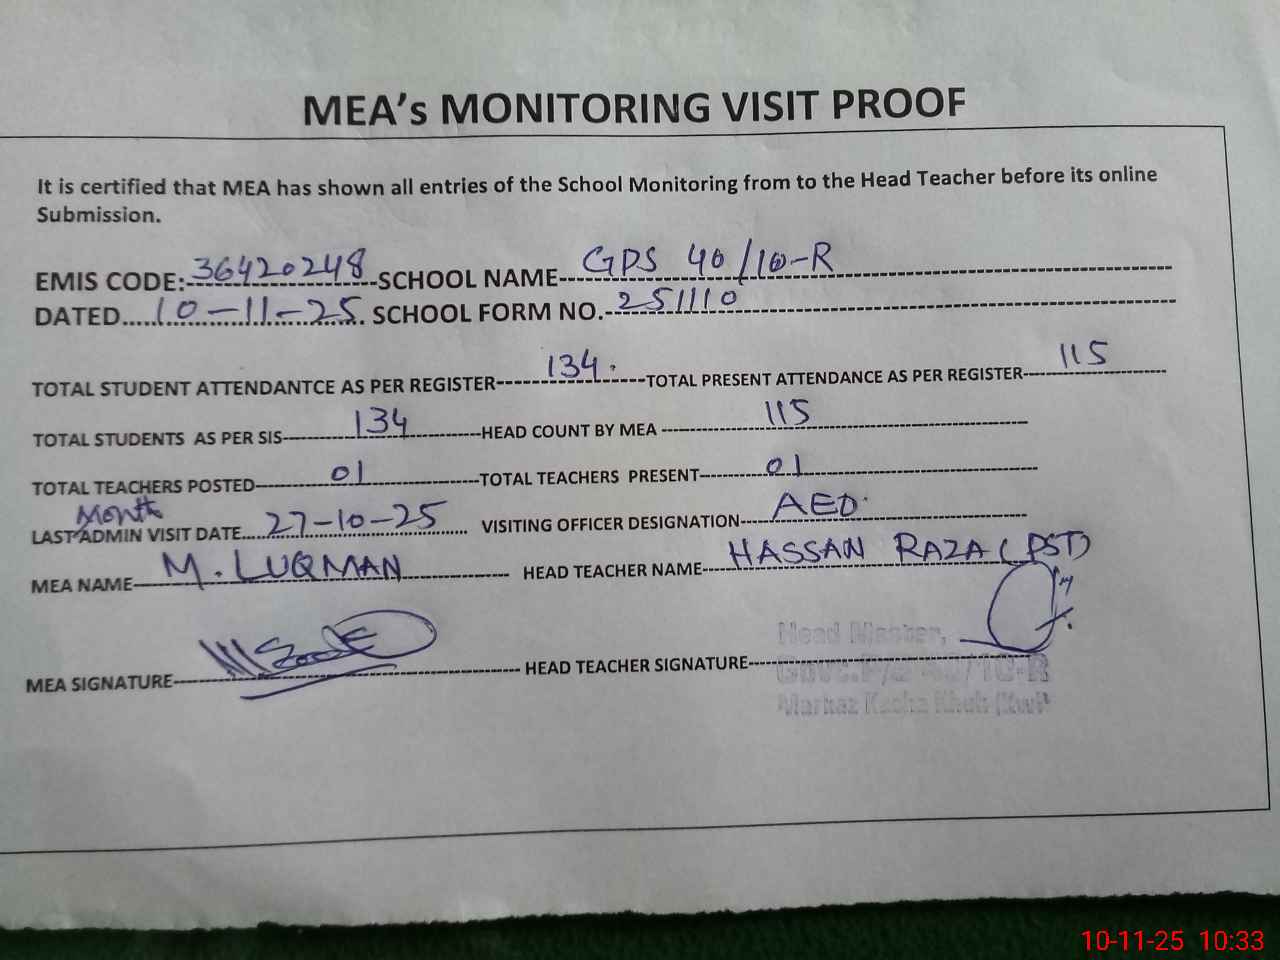 MEA's MONITORING VISIT PROOF
It is certified that MEA has shown all entries of the School Monitoring from to the Head Teacher before its online
Submission.
EMIS CODE:-36420248-SCHOOL NAME-GPS 40/10-R
DATED.....10-11-25. SCHOOL FORM NO.-251110
TOTAL STUDENT ATTENDANTCE AS PER REGISTER-134.-TOTAL PRESENT ATTENDANCE AS PER REGISTER-115
TOTAL STUDENTS AS PER SIS-134-HEAD COUNT BY MEA -115
TOTAL TEACHERS POSTED-01-TOTAL TEACHERS PRESENT-01
Month
LAST ADMIN VISIT DATE....27-10-25.... VISITING OFFICER DESIGNATION-AEO.
MEA NAME-M. LUQMAN- HEAD TEACHER NAME-HASSAN RAZA (PST)
MEA SIGNATURE- HEAD TEACHER SIGNATURE-
Head Master,
10-11-25 10:33